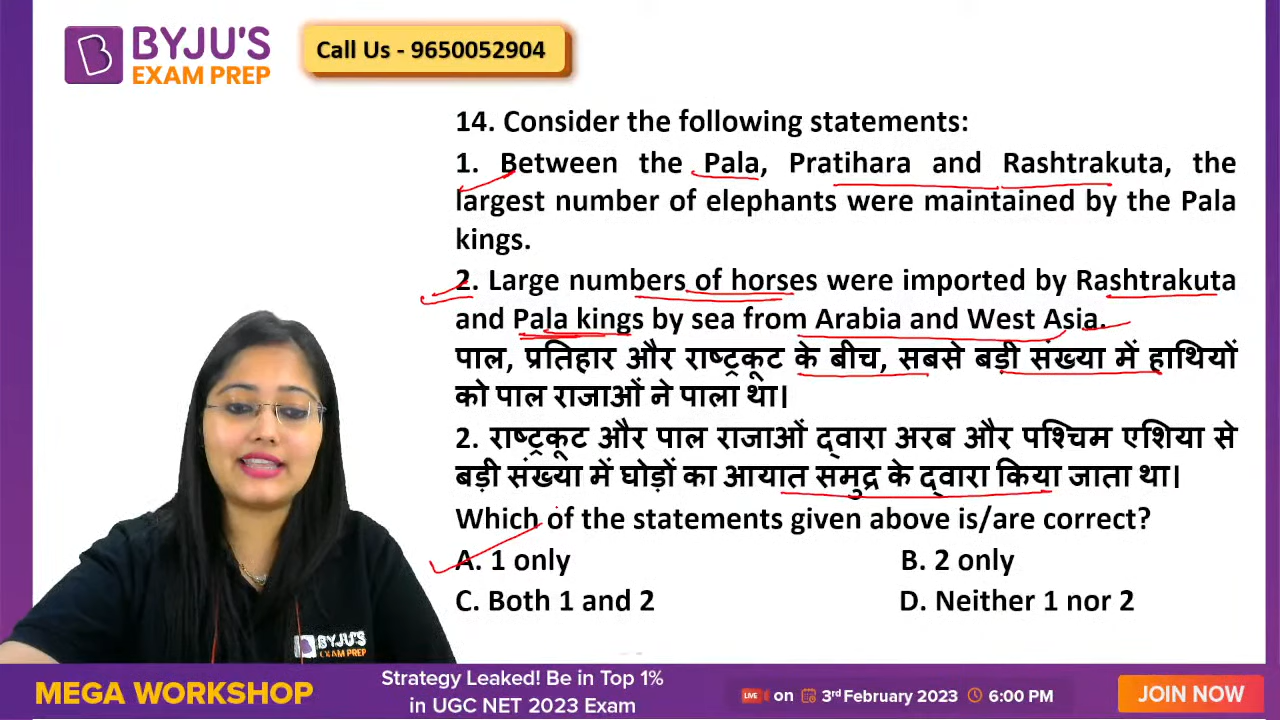 BYJU'S
EXAM PREP
Call Us - 9650052904
14. Consider the following statements:
1. Between the Pala, Pratihara and Rashtrakuta, the
largest number of elephants were maintained by the Pala
kings.
2. Large numbers of horses were imported by Rashtrakuta
and Pala kings by sea from Arabia and West Asia.
पाल, प्रतिहार और राष्ट्रकूट के बीच, सबसे बड़ी संख्या में हाथियों
को पाल राजाओं ने पाला था।
2. राष्ट्रकूट और पाल राजाओं द्वारा अरब और पश्चिम एशिया से
बड़ी संख्या में घोड़ों का आयात समुद्र के द्वारा किया जाता था।
Which of the statements given above is/are correct?
A. 1 only
B. 2 only
C. Both 1 and 2
D. Neither 1 nor 2
BYJU'S
EXAM PREP
MEGA WORKSHOP
Strategy Leaked! Be in Top 1%
in UGC NET 2023 Exam
LIVE on 3rd February 2023 6:00 PM
JOIN NOW